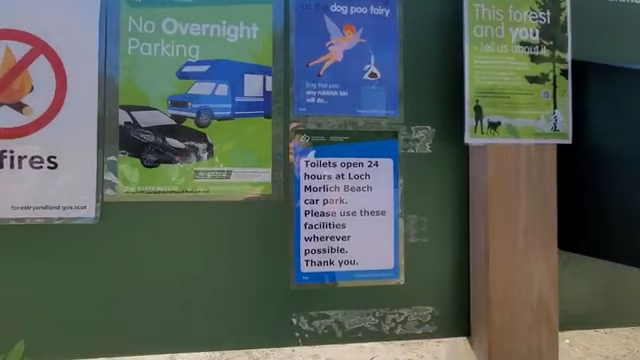 fires
forestryandland.gov.scot
No Overnight
Parking
dog poo fairy
Bag that poo
any rubbish bin
will do...
Toilets open 24
hours at Loch
Morlich Beach
car park.
Please use these
facilities
wherever
possible.
Thank you.
This forest
and you
- tell us about it